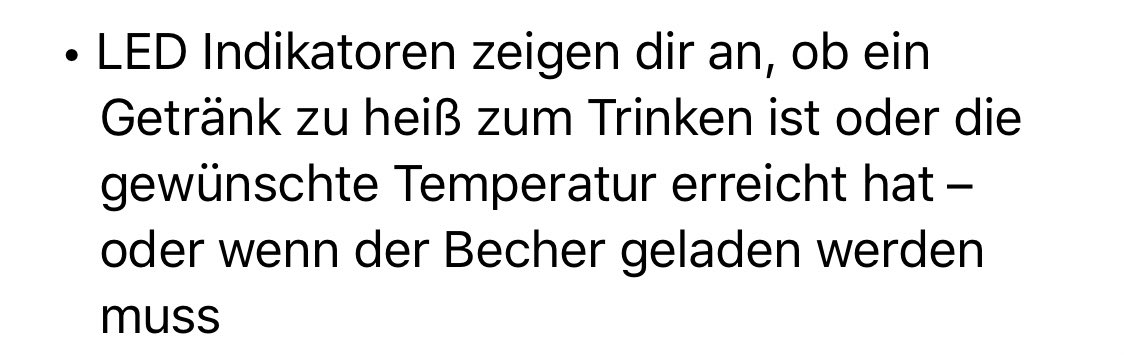 • LED Indikatoren zeigen dir an, ob ein
Getränk zu heiß zum Trinken ist oder die
gewünschte Temperatur erreicht hat –
oder wenn der Becher geladen werden
muss